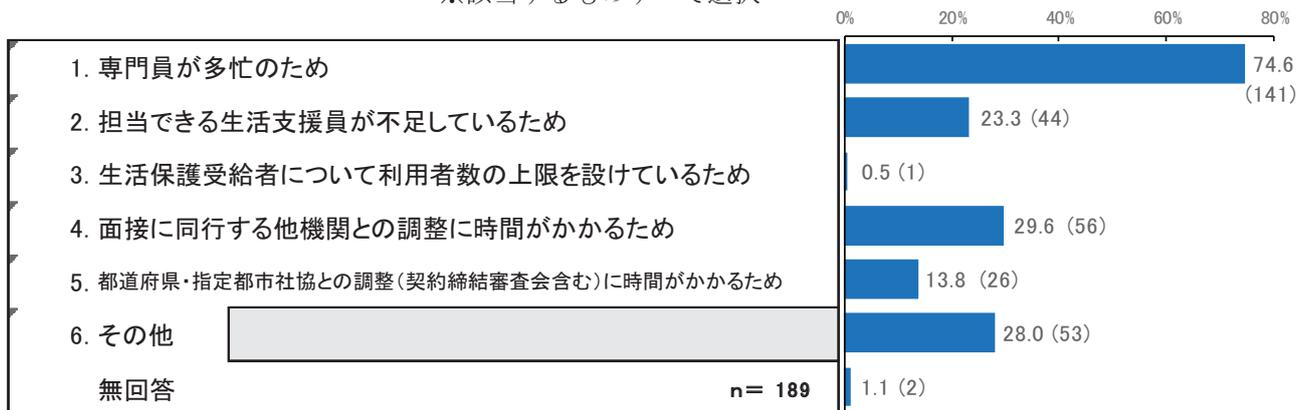 0% 20% 40% 60% 80%
1. 専門員が多忙のため 74.6
(141)
2. 担当できる生活支援員が不足しているため 23.3 (44)
3. 生活保護受給者について利用者数の上限を設けているため 0.5 (1)
4. 面接に同行する他機関との調整に時間がかかるため 29.6 (56)
5. 都道府県・指定都市社協との調整(契約締結審査会含む)に時間がかかるため 13.8 (26)
6. その他 28.0 (53)
無回答 n= 189 1.1 (2)